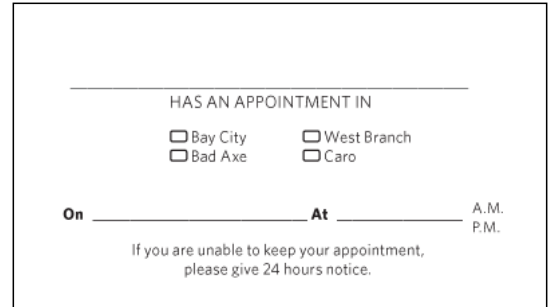 HAS AN APPOINTMENT IN
Bay City West Branch
Bad Axe Caro
On At A.M.
P.M.
If you are unable to keep your appointment,
please give 24 hours notice.